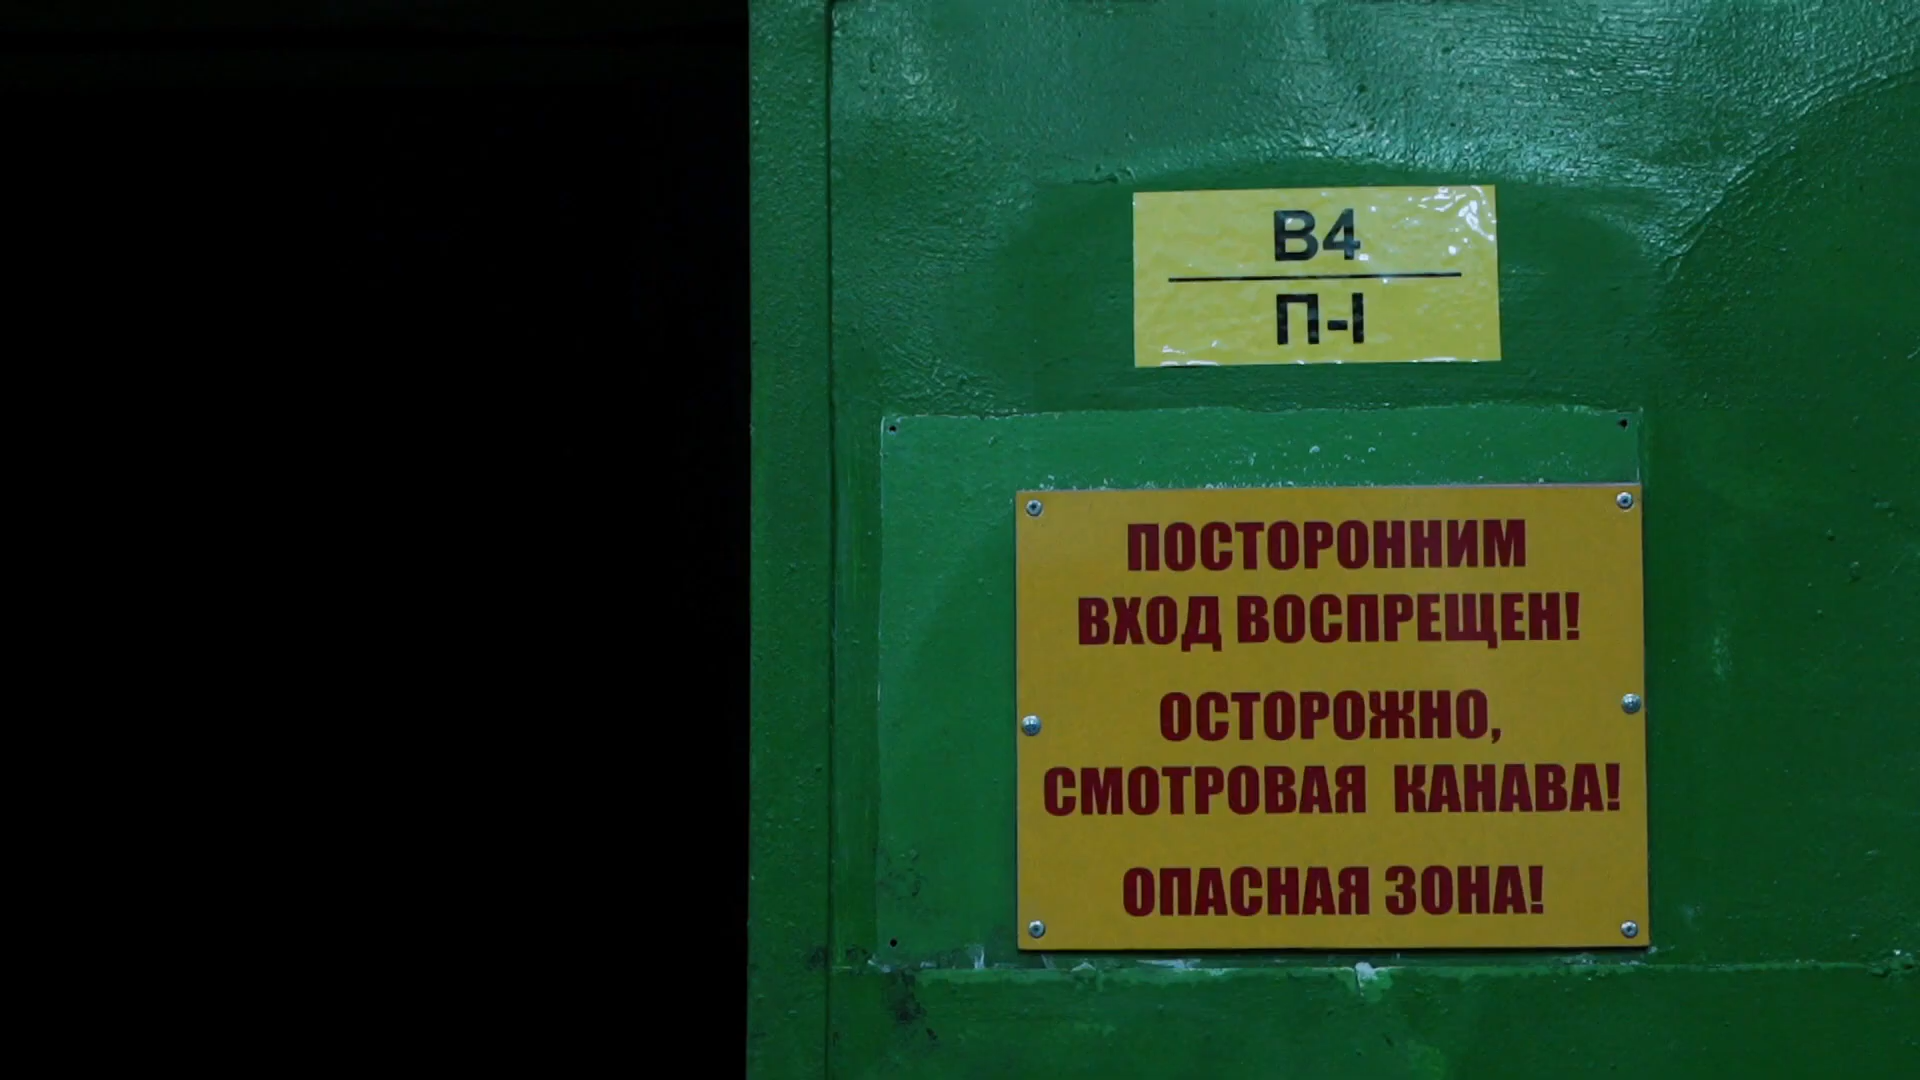 В4
П-I
ПОСТОРОННИМ
ВХОД ВОСПРЕЩЕН!
ОСТОРОЖНО,
СМОТРОВАЯ КАНАВА!
ОПАСНАЯ ЗОНА!